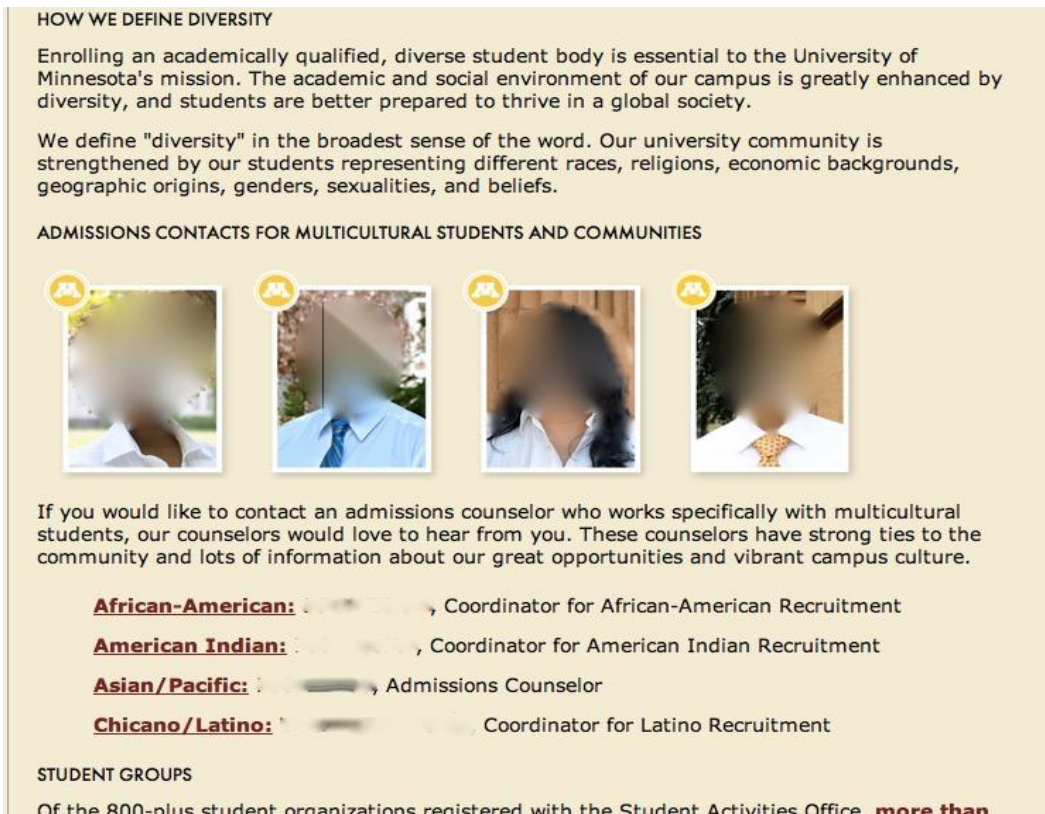 HOW WE DEFINE DIVERSITY
Enrolling an academically qualified, diverse student body is essential to the University of
Minnesota's mission. The academic and social environment of our campus is greatly enhanced by
diversity, and students are better prepared to thrive in a global society.
We define "diversity" in the broadest sense of the word. Our university community is
strengthened by our students representing different races, religions, economic backgrounds,
geographic origins, genders, sexualities, and beliefs.
ADMISSIONS CONTACTS FOR MULTICULTURAL STUDENTS AND COMMUNITIES
M M M M
If you would like to contact an admissions counselor who works specifically with multicultural
students, our counselors would love to hear from you. These counselors have strong ties to the
community and lots of information about our great opportunities and vibrant campus culture.
African-American: , Coordinator for African-American Recruitment
American Indian: , Coordinator for American Indian Recruitment
Asian/Pacific: , Admissions Counselor
Chicano/Latino: , Coordinator for Latino Recruitment
STUDENT GROUPS
Of the 800-plus student organizations registered with the Student Activities Office, more than